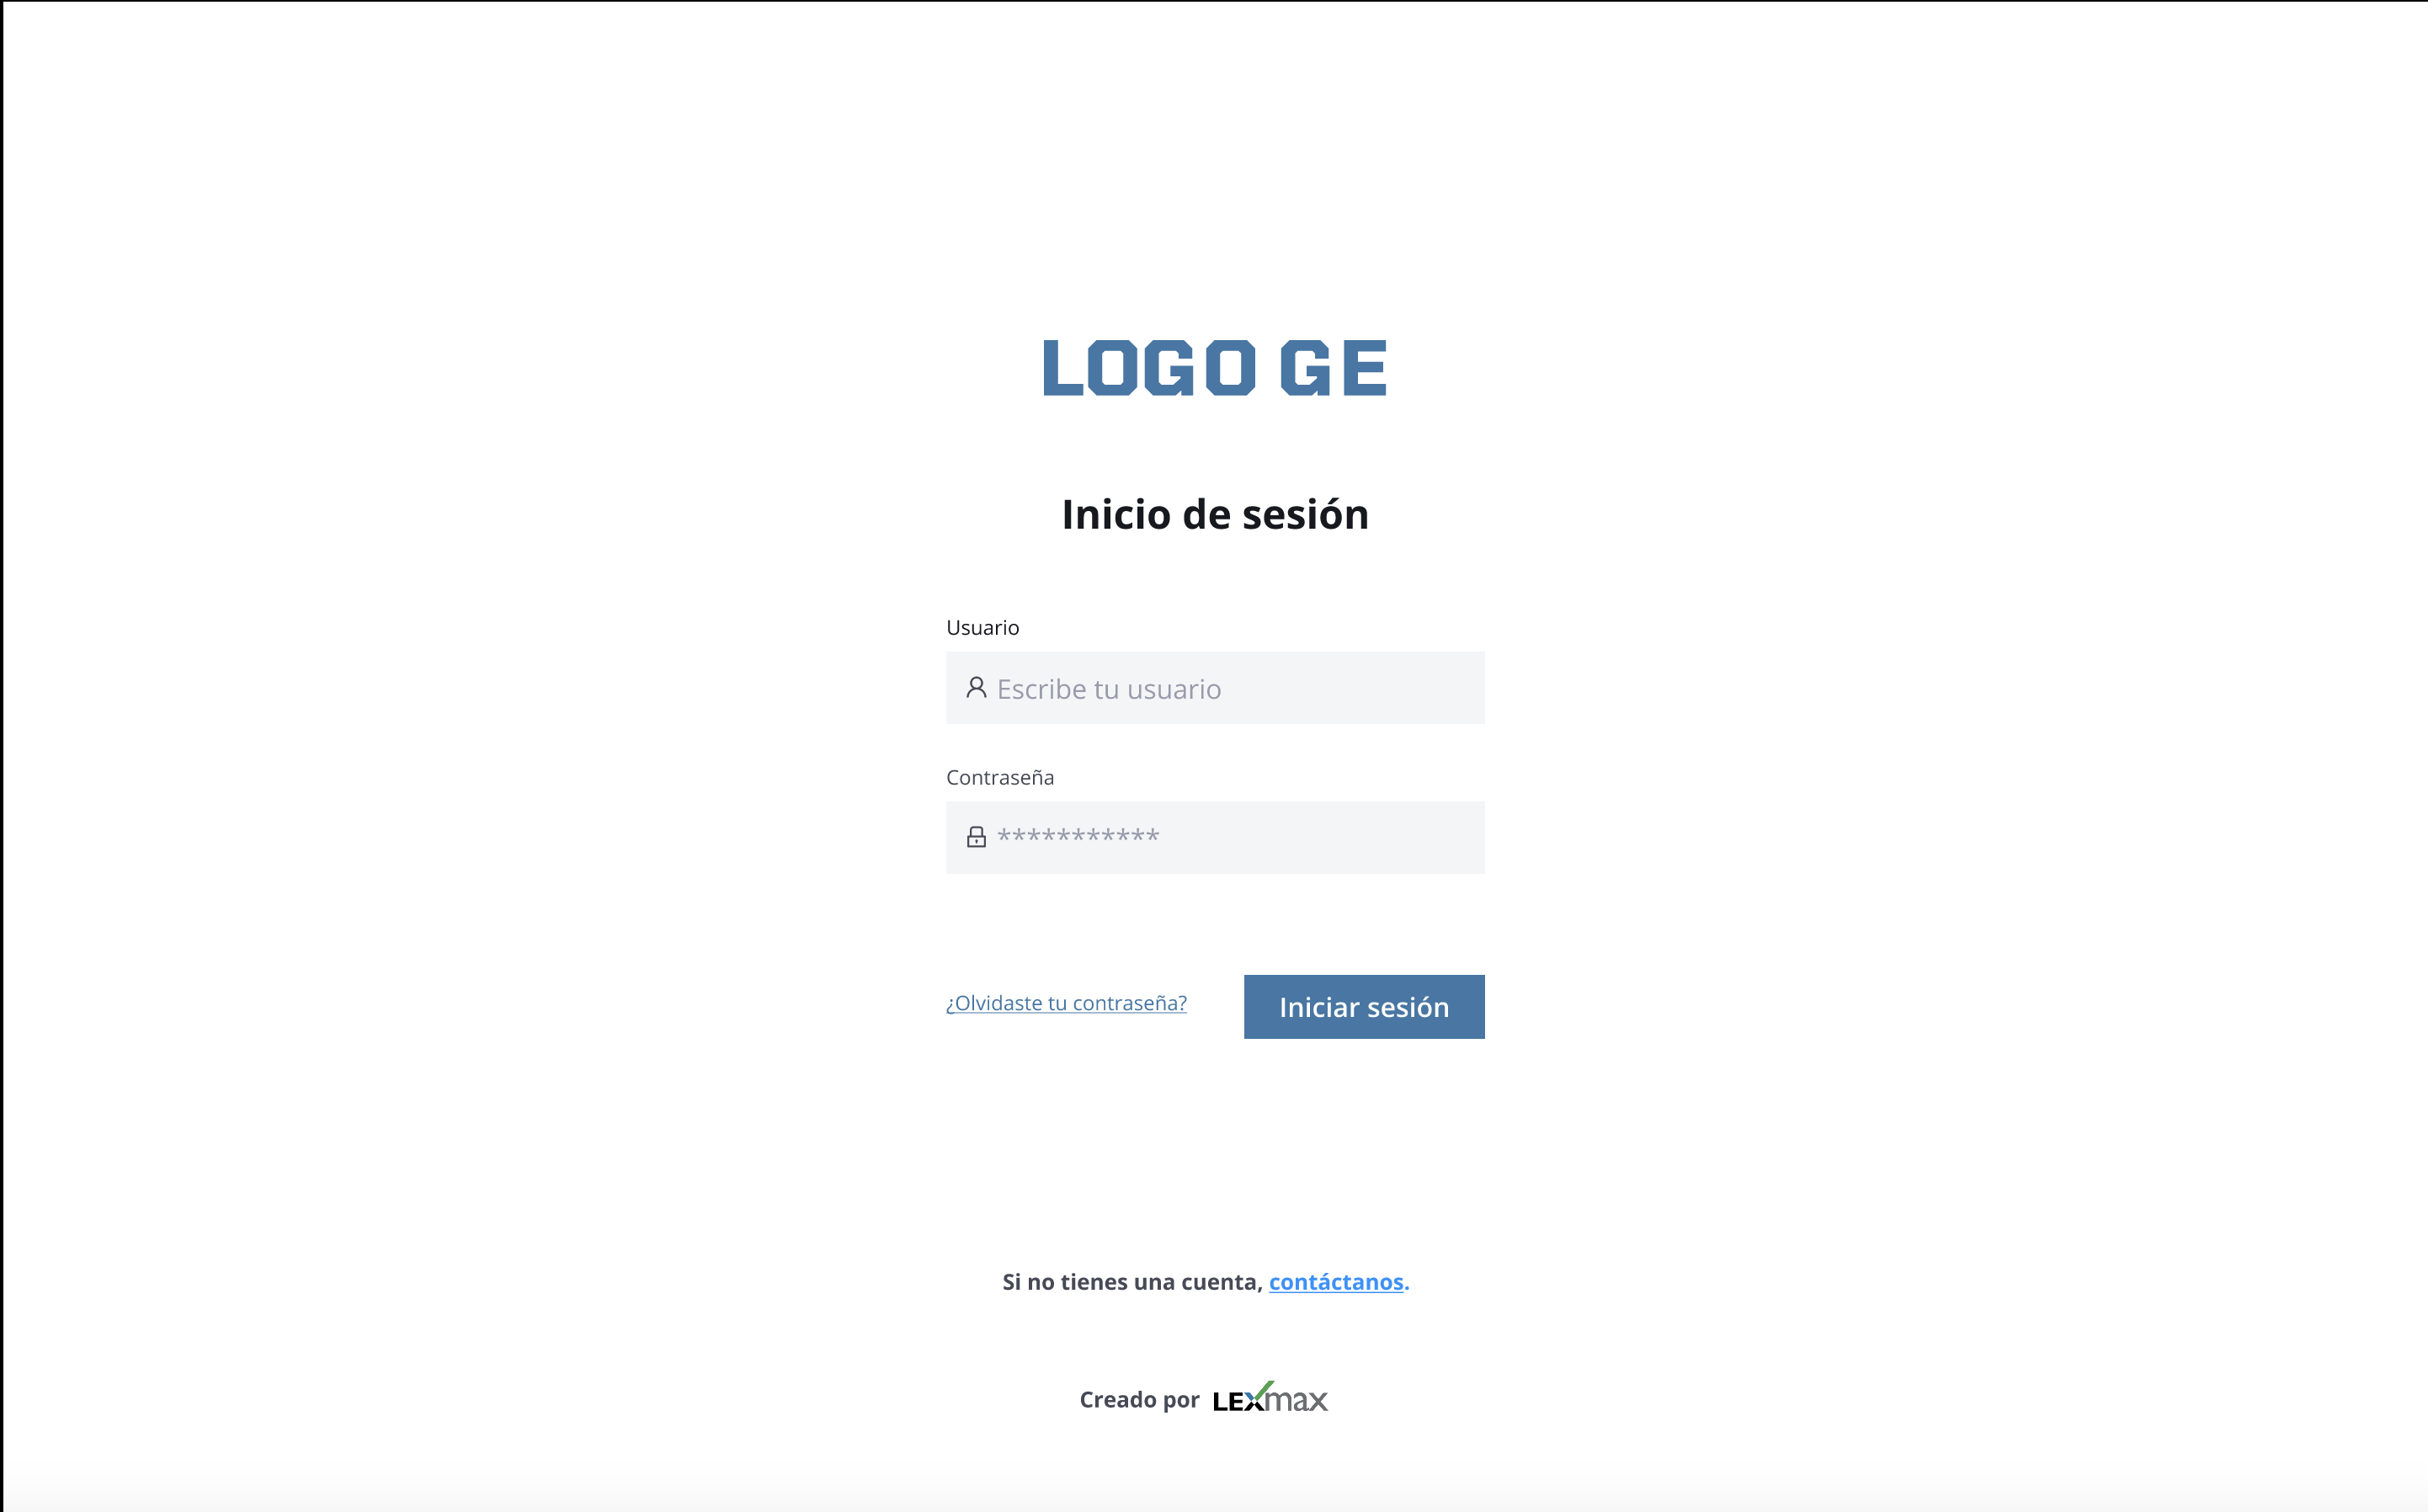 LOGO GE
Inicio de sesión
Usuario
Escribe tu usuario
Contraseña
***********
¿Olvidaste tu contraseña?
Iniciar sesión
Si no tienes una cuenta, contáctanos.
Creado por LEXmax